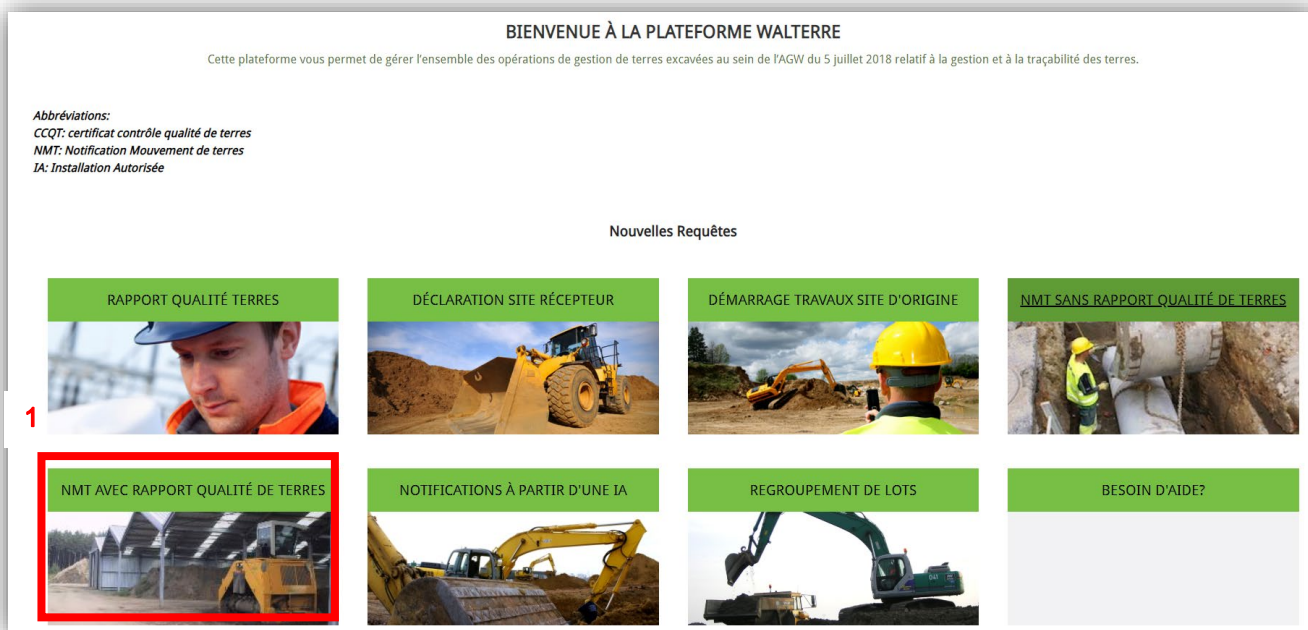 BIENVENUE À LA PLATEFORME WALTERRE
Cette plateforme vous permet de gérer l'ensemble des opérations de gestion de terres excavées au sein de l'AGW du 5 juillet 2018 relatif à la gestion et à la traçabilité des terres.
Abbréviations:
CCQT: certificat contrôle qualité de terres
NMT: Notification Mouvement de terres
IA: Installation Autorisée
Nouvelles Requêtes
RAPPORT QUALITÉ TERRES
DÉCLARATION SITE RÉCEPTEUR
DÉMARRAGE TRAVAUX SITE D'ORIGINE
NMT SANS RAPPORT QUALITÉ DE TERRES
1
NMT AVEC RAPPORT QUALITÉ DE TERRES
NOTIFICATIONS À PARTIR D'UNE IA
REGROUPEMENT DE LOTS
BESOIN D'AIDE?
041